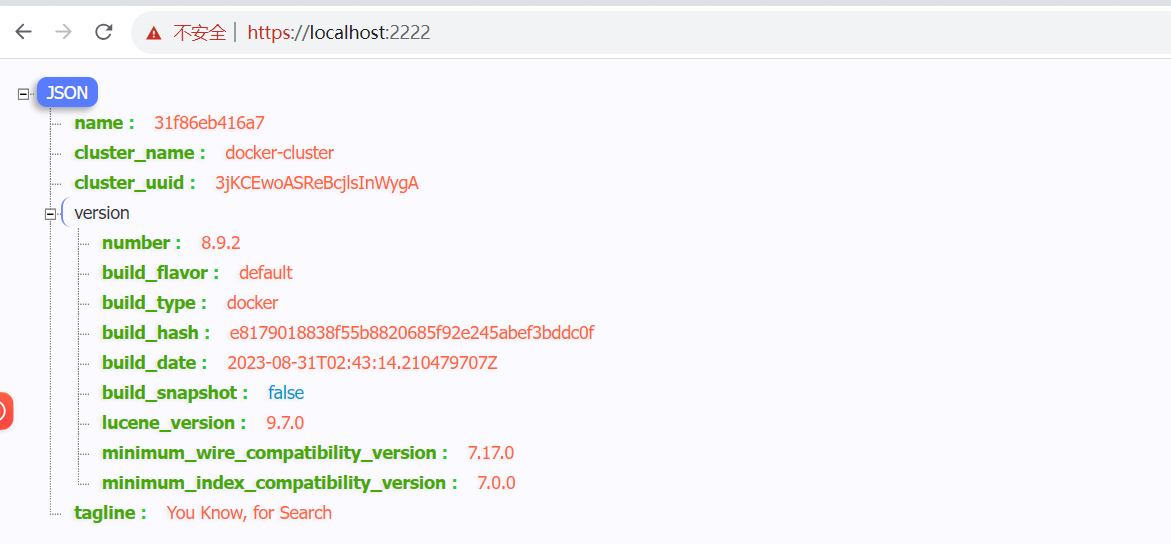 不安全 | https://localhost:2222
JSON
name : 31f86eb416a7
cluster_name : docker-cluster
cluster_uuid : 3jKCEwoASReBcjlsInWygA
version
number : 8.9.2
build_flavor : default
build_type : docker
build_hash : e8179018838f55b8820685f92e245abef3bddc0f
build_date : 2023-08-31T02:43:14.210479707Z
build_snapshot : false
lucene_version : 9.7.0
minimum_wire_compatibility_version : 7.17.0
minimum_index_compatibility_version : 7.0.0
tagline : You Know, for Search